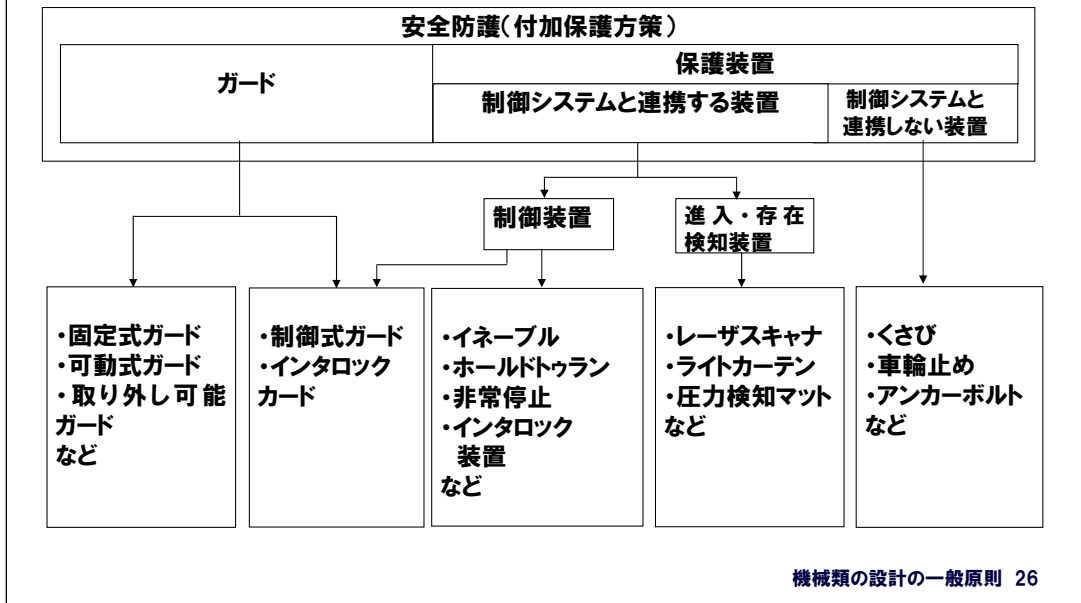 安全防護(付加保護方策)
ガード
保護装置
制御システムと連携する装置
制御システムと
連携しない装置
制御装置
進入・存在
検知装置
・固定式ガード
・可動式ガード
・取り外し可能
ガード
など
・制御式ガード
・インタロック
カード
・イネーブル
・ホールドトゥラン
・非常停止
・インタロック
装置
など
・レーザスキャナ
・ライトカーテン
・圧力検知マット
など
・くさび
・車輪止め
・アンカーボルト
など
機械類の設計の一般原則 26